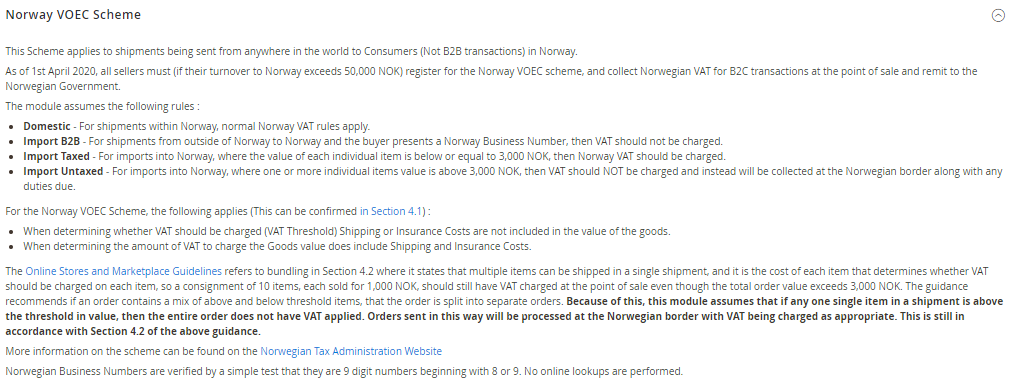 Norway VOEC Scheme
This Scheme applies to shipments being sent from anywhere in the world to Consumers (Not B2B transactions) in Norway.
As of 1st April 2020, all sellers must (if their turnover to Norway exceeds 50,000 NOK) register for the Norway VOEC scheme, and collect Norwegian VAT for B2C transactions at the point of sale and remit to the
Norwegian Government.
The module assumes the following rules :
• Domestic - For shipments within Norway, normal Norway VAT rules apply.
• Import B2B - For shipments from outside of Norway to Norway and the buyer presents a Norway Business Number, then VAT should not be charged.
• Import Taxed - For imports into Norway, where the value of each individual item is below or equal to 3,000 NOK, then Norway VAT should be charged.
• Import Untaxed - For imports into Norway, where one or more individual items value is above 3,000 NOK, then VAT should NOT be charged and instead will be collected at the Norwegian border along with any
duties due.
For the Norway VOEC Scheme, the following applies (This can be confirmed in Section 4.1) :
• When determining whether VAT should be charged (VAT Threshold) Shipping or Insurance Costs are not included in the value of the goods.
• When determining the amount of VAT to charge the Goods value does include Shipping and Insurance Costs.
The Online Stores and Marketplace Guidelines refers to bundling in Section 4.2 where it states that multiple items can be shipped in a single shipment, and it is the cost of each item that determines whether VAT
should be charged on each item, so a consignment of 10 items, each sold for 1,000 NOK, should still have VAT charged at the point of sale even though the total order value exceeds 3,000 NOK. The guidance
recommends if an order contains a mix of above and below threshold items, that the order is split into separate orders. Because of this, this module assumes that if any one single item in a shipment is above
the threshold in value, then the entire order does not have VAT applied. Orders sent in this way will be processed at the Norwegian border with VAT being charged as appropriate. This is still in
accordance with Section 4.2 of the above guidance.
More information on the scheme can be found on the Norwegian Tax Administration Website
Norwegian Business Numbers are verified by a simple test that they are 9 digit numbers beginning with 8 or 9. No online lookups are performed.